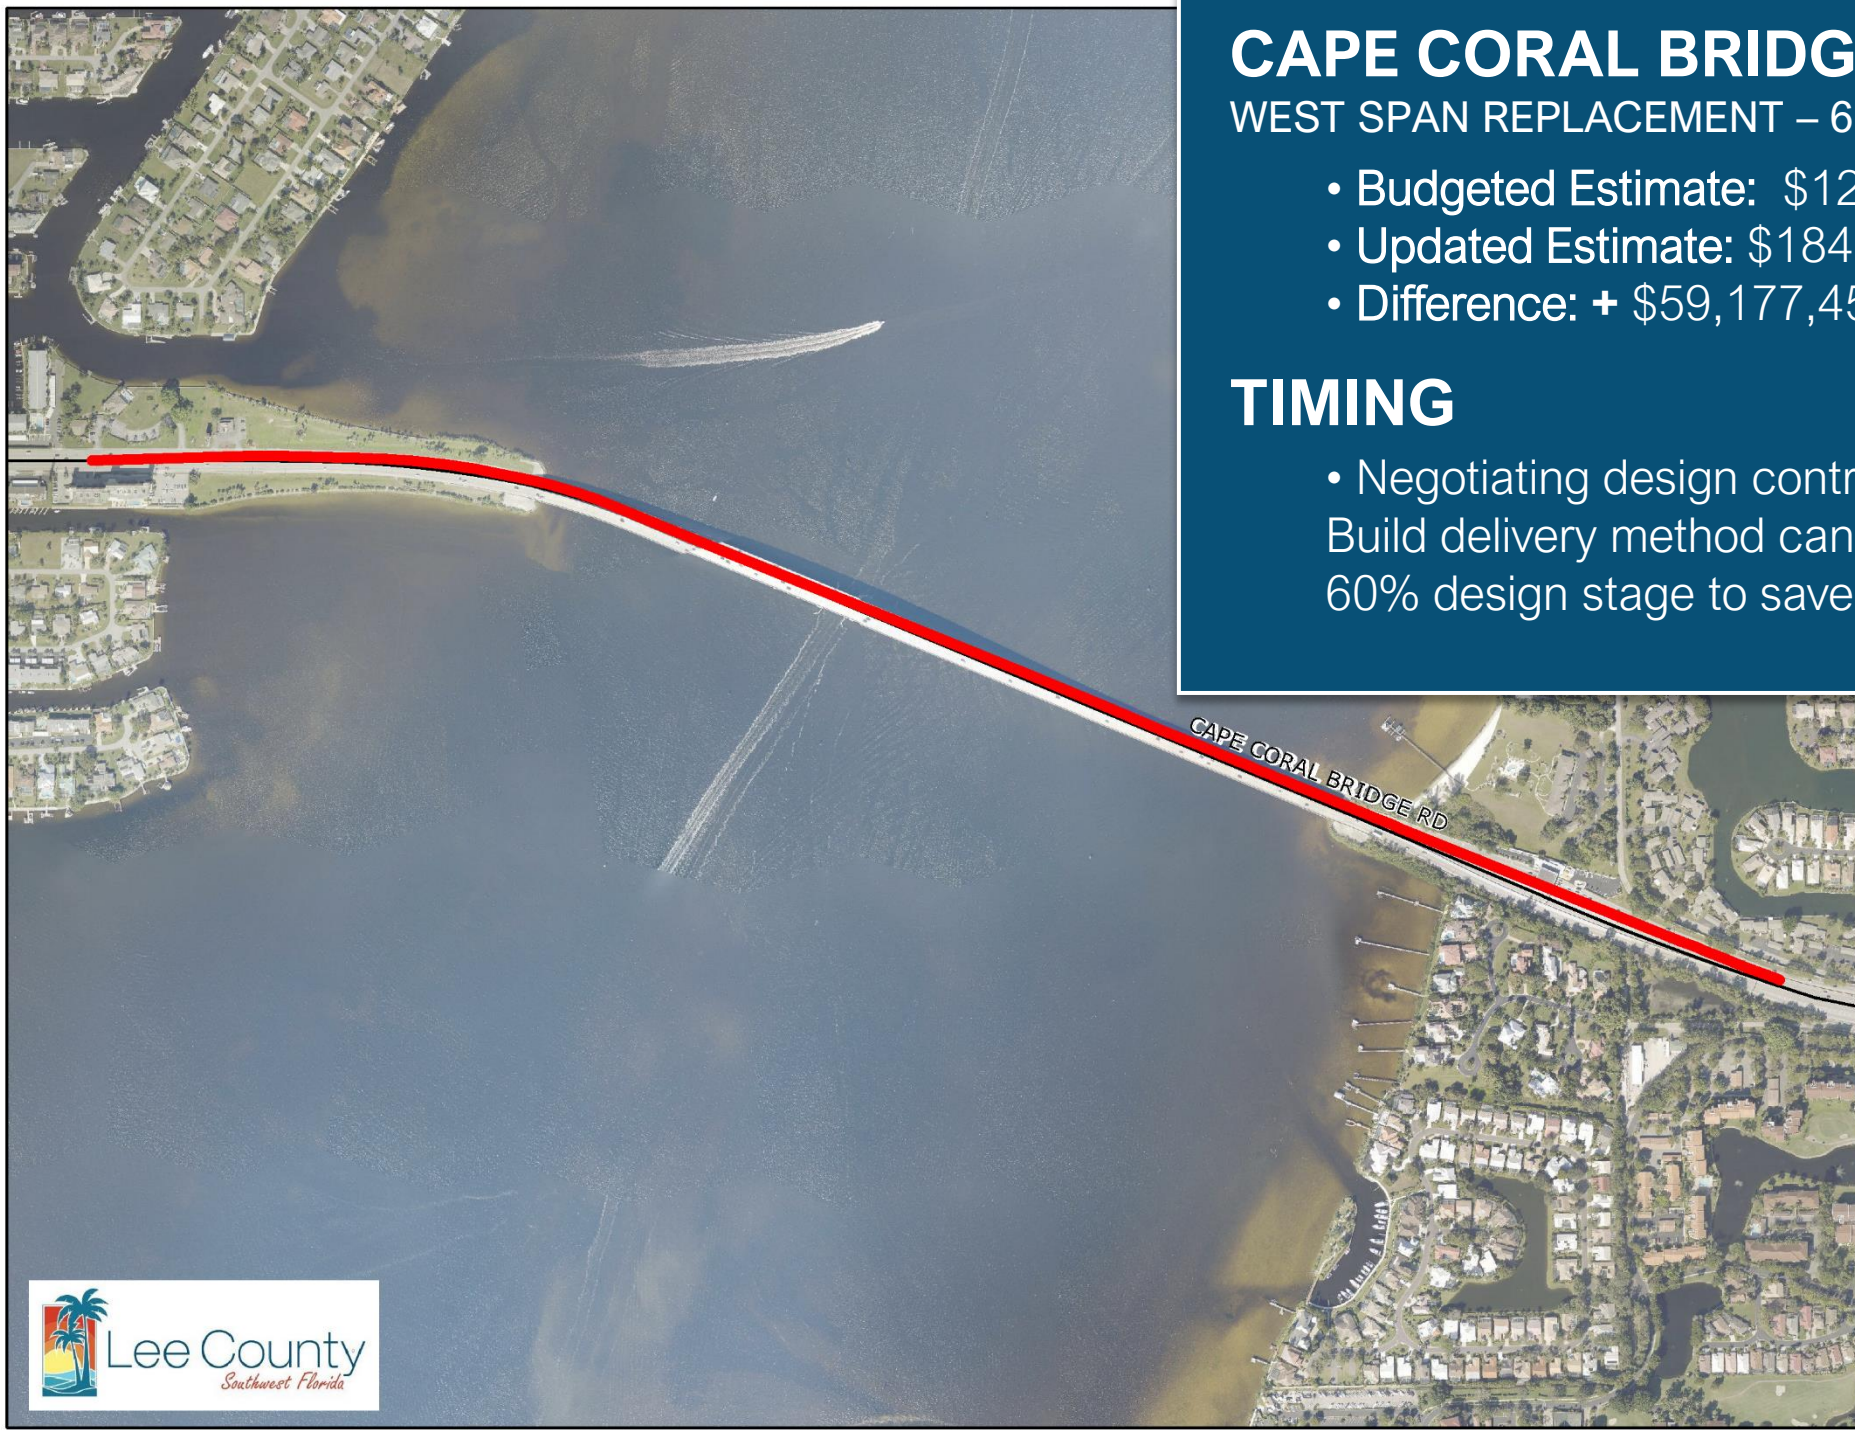 CAPE CORAL BRIDG
WEST SPAN REPLACEMENT – 6
• Budgeted Estimate: $12
• Updated Estimate: $184
• Difference: + $59,177,45
TIMING
• Negotiating design contr
Build delivery method can
60% design stage to save
CAPE CORAL BRIDGE RD
Lee County
Southwest Florida